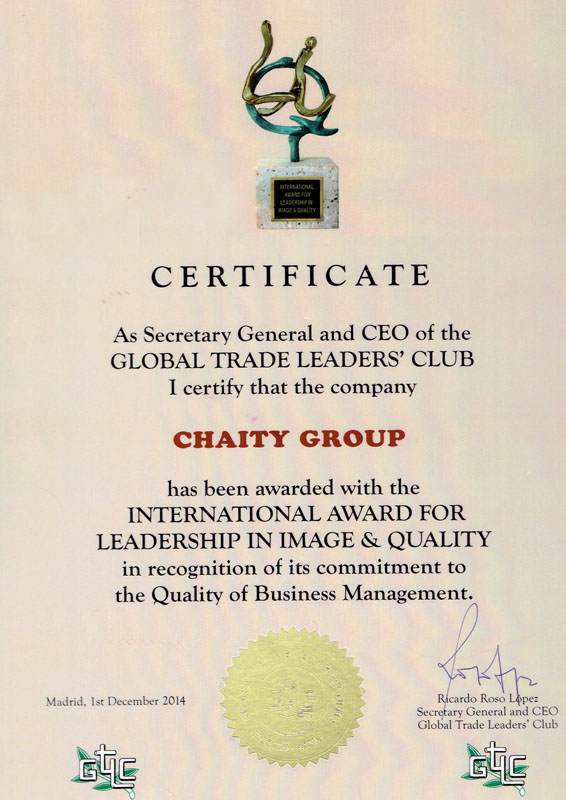 INTERNATIONAL
AWARD FOR
LEADERSHIP IN
IMAGE & QUALITY
CERTIFICATE
As Secretary General and CEO of the
GLOBAL TRADE LEADERS' CLUB
I certify that the company
CHAITY GROUP
has been awarded with the
INTERNATIONAL AWARD FOR
LEADERSHIP IN IMAGE & QUALITY
in recognition of its commitment to
the Quality of Business Management.
Madrid, 1st December 2014
Ricardo Roso López
Secretary General and CEO
Global Trade Leaders' Club
GTLC
GTLC